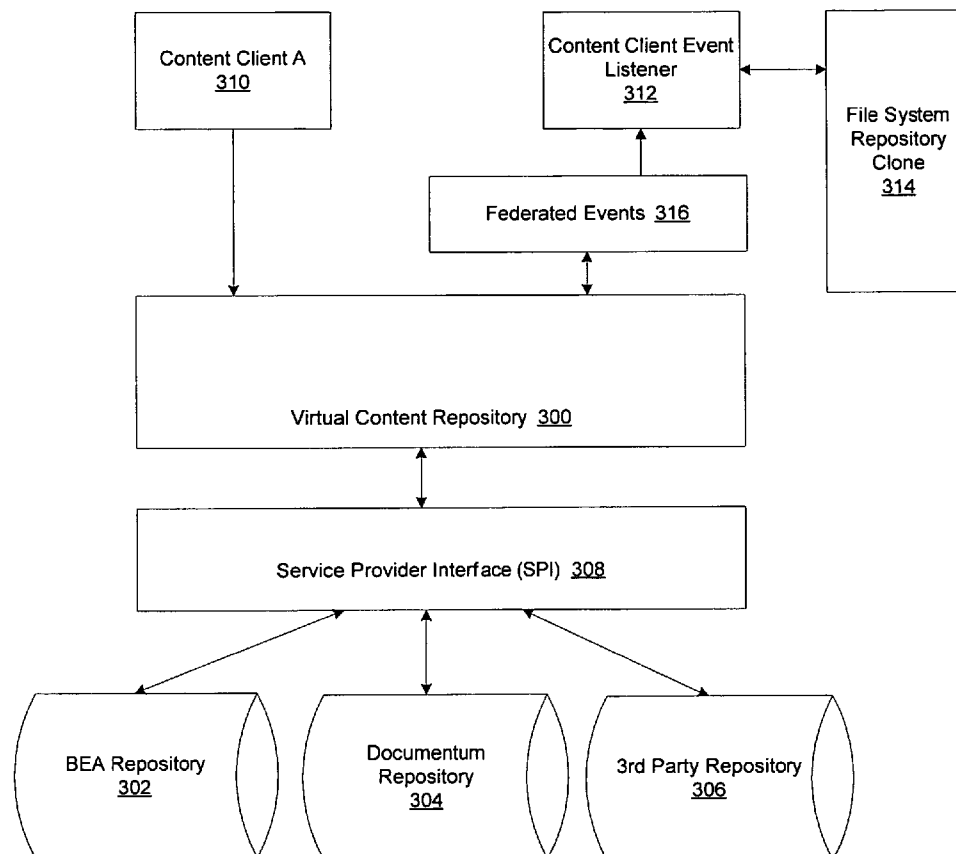 Content Client A
310
Content Client Event
Listener
312
File System
Repository
Clone
314
Federated Events 316
Virtual Content Repository 300
Service Provider Interface (SPI) 308
BEA Repository
302
Documentum
Repository
304
3rd Party Repository
306